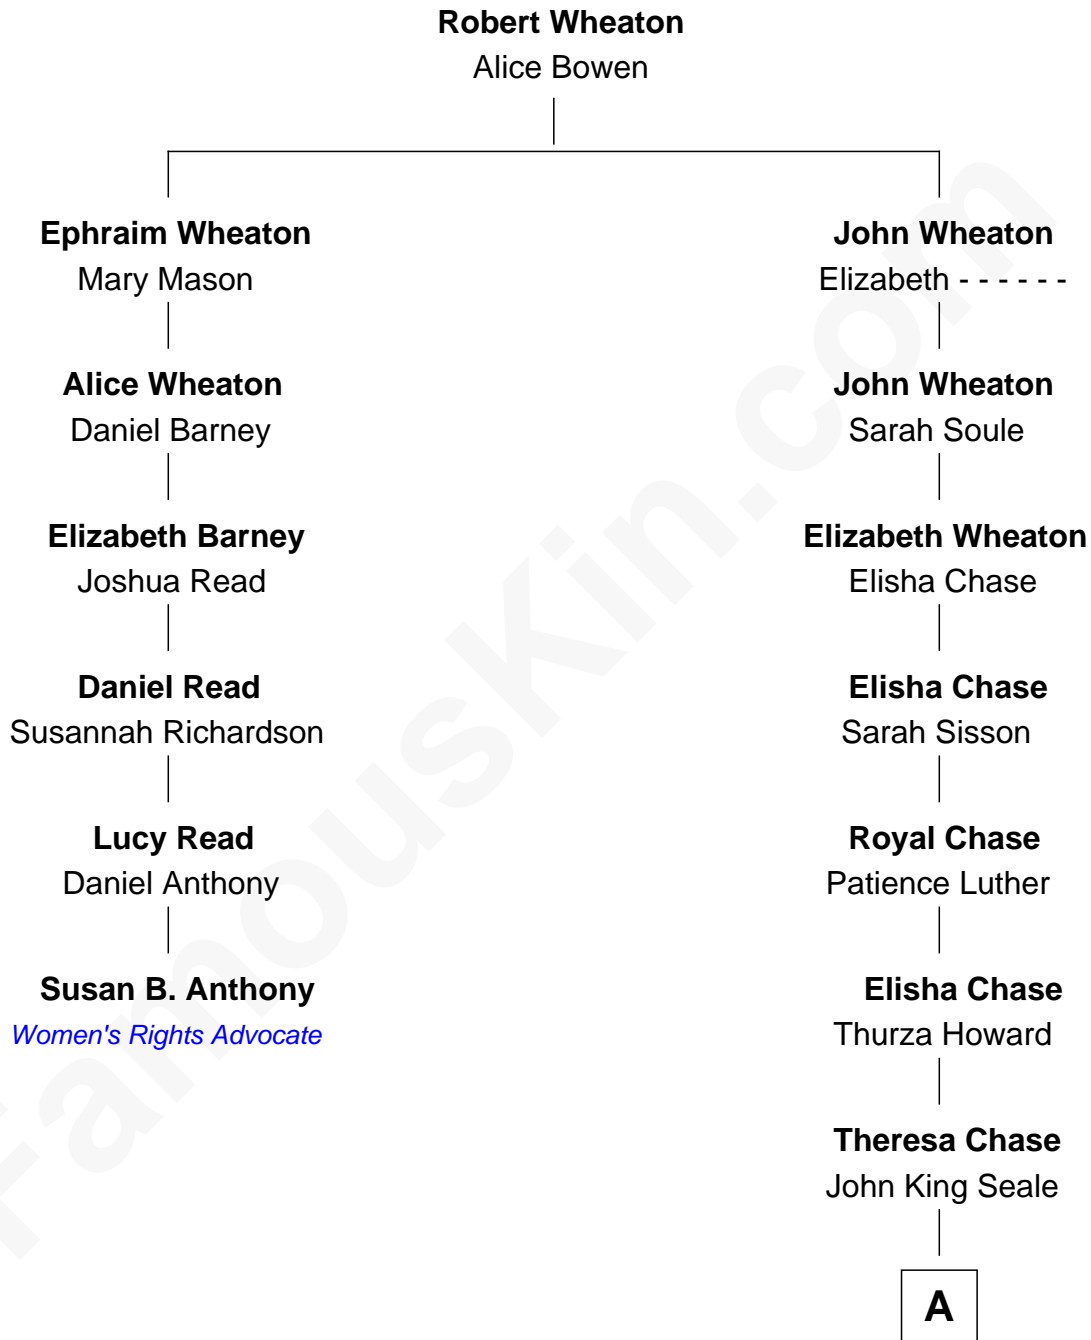 Robert Wheaton
Alice Bowen
Ephraim Wheaton
Mary Mason
Alice Wheaton
Daniel Barney
Elizabeth Barney
Joshua Read
Daniel Read
Susannah Richardson
Lucy Read
Daniel Anthony
Susan B. Anthony
Women's Rights Advocate
John Wheaton
Elizabeth - - - - - -
John Wheaton
Sarah Soule
Elizabeth Wheaton
Elisha Chase
Elisha Chase
Sarah Sisson
Royal Chase
Patience Luther
Elisha Chase
Thurza Howard
Theresa Chase
John King Seale
A
FamousKin.com